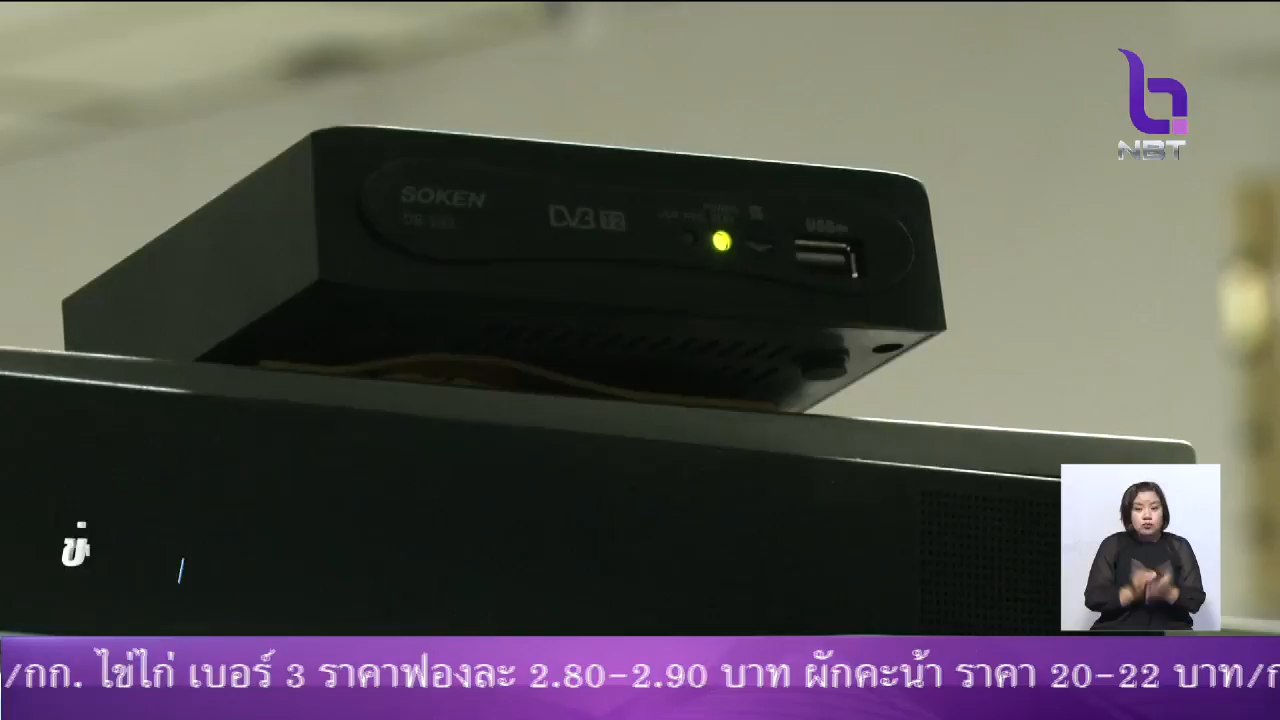 NBT
SOKEN
DVB T2
USB
ข่
/กก. ไข่ไก่ เบอร์ 3 ราคาฟองละ 2.80-2.90 บาท ผักคะน้า ราคา 20-22 บาท/ก